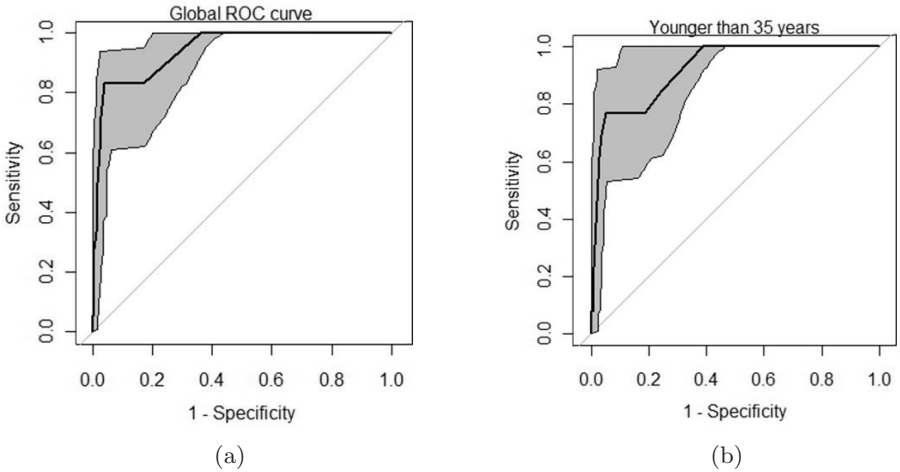 Global ROC curve
Sensitivity
0.0 0.2 0.4 0.6 0.8 1.0
0.0 0.2 0.4 0.6 0.8 1.0
1 - Specificity
(a)
Younger than 35 years
Sensitivity
0.0 0.2 0.4 0.6 0.8 1.0
0.0 0.2 0.4 0.6 0.8 1.0
1 - Specificity
(b)